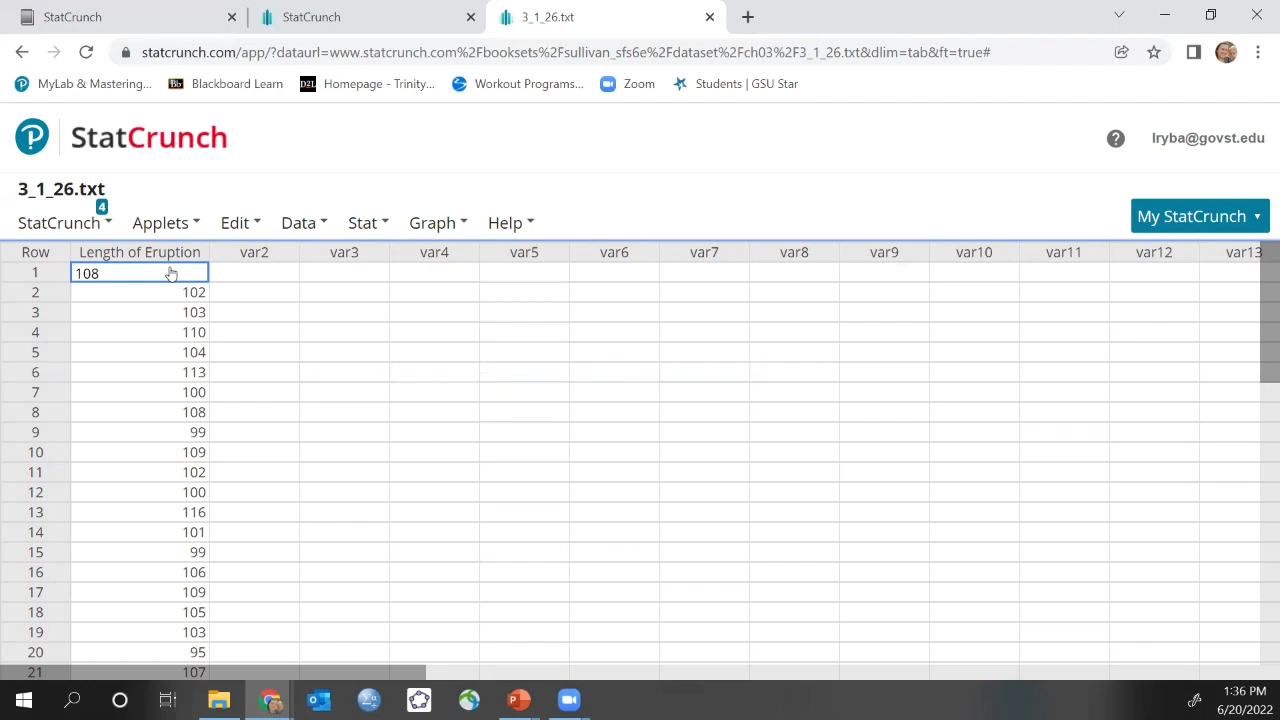 StatCrunch
StatCrunch
3_1_26.txt
statcrunch.com/app/?dataurl=www.statcrunch.com%2Fbooksets%2Fsullivan_sfs6e%2Fdataset%2Fch03%2F3_1_26.txt&dlim=tab&ft=true#
MyLab & Mastering... Blackboard Learn Homepage - Trinity... Workout Programs... Zoom Students | GSU Star
StatCrunch
lryba@govst.edu
3_1_26.txt
4
StatCrunch Applets Edit Data Stat Graph Help
My StatCrunch
Row Length of Eruption var2 var3 var4 var5 var6 var7 var8 var9 var10 var11 var12 var13
1 108
2 102
3 103
4 110
5 104
6 113
7 100
8 108
9 99
10 109
11 102
12 100
13 116
14 101
15 99
16 106
17 109
18 105
19 103
20 95
21 107
1:36 PM
6/20/2022